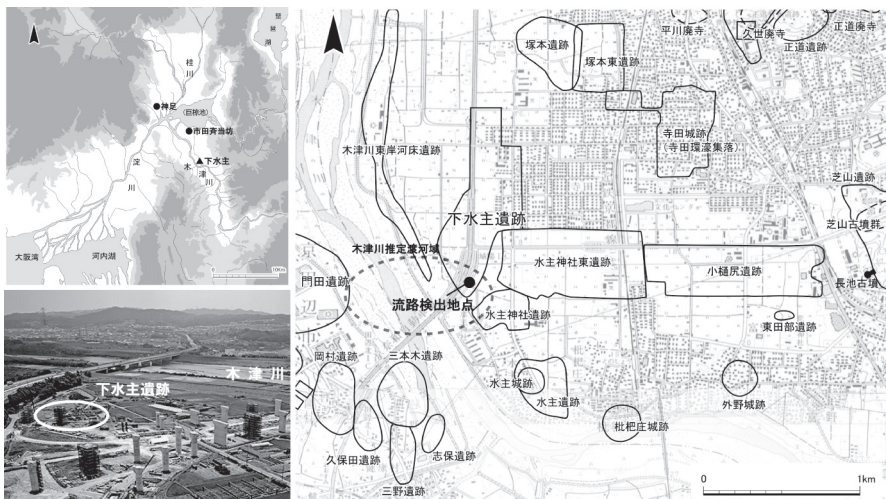 琵琶湖
桂川
神足
(巨椋池)
市田斉当坊
下水主
淀川
木津川
大阪湾
河内湖
0
10Km
下水主遺跡
木津川
塚本遺跡
塚本東遺跡
平川廃寺
久世廃寺
正道遺跡
正道廃寺
木津川東岸河床遺跡
寺田城跡
(寺田環濠集落)
芝山遺跡
芝山古墳群
下水主遺跡
木津川推定渡河域
水主神社東遺跡
小樋尻遺跡
長池古墳
門田遺跡
流路検出地点
水主神社遺跡
東田部遺跡
岡村遺跡
三本木遺跡
水主城跡
水主遺跡
外野城跡
枇杷庄城跡
久保田遺跡
志保遺跡
三野遺跡
0
1km